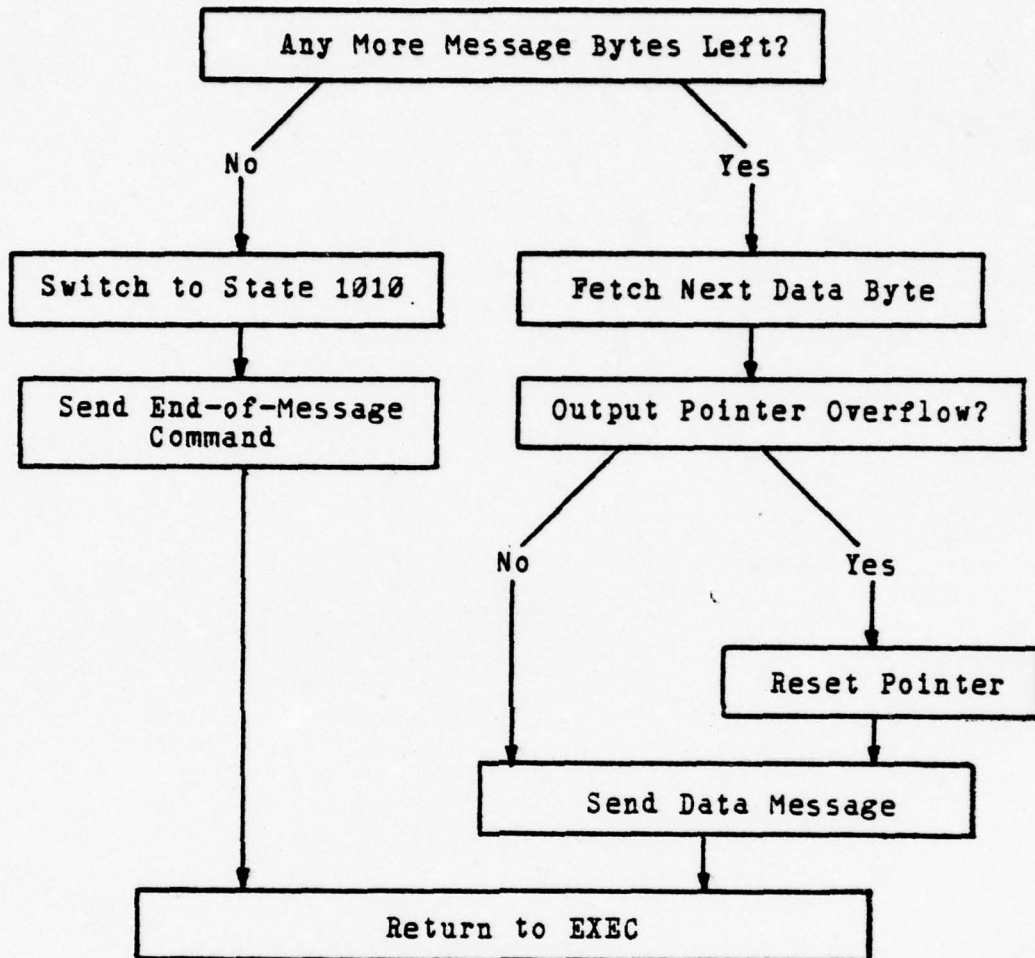 Any More Message Bytes Left?
No
Yes
Switch to State 1010
Fetch Next Data Byte
Send End-of-Message
Command
Output Pointer Overflow?
No
Yes
Reset Pointer
Send Data Message
Return to EXEC